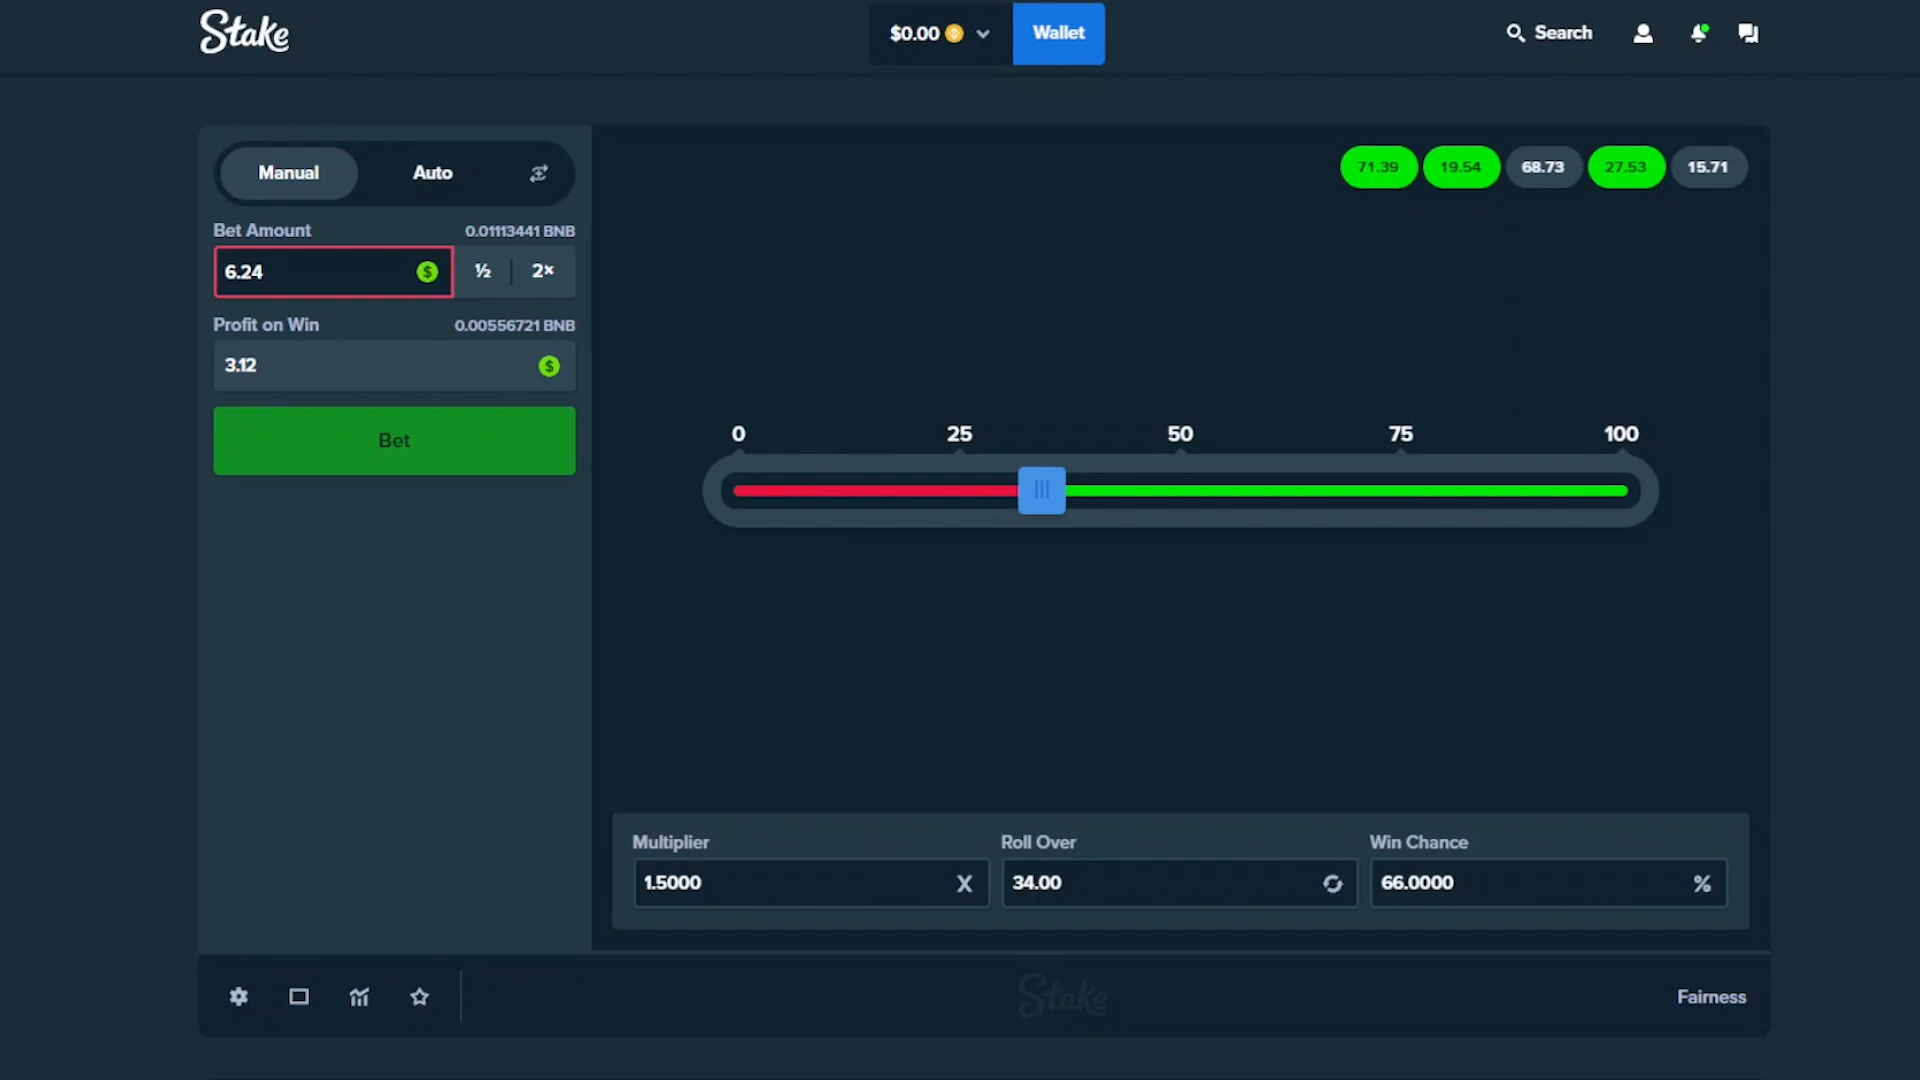 Stake
$0.00
Wallet
Search
Manual
Auto
71.39
19.54
68.73
27.53
15.71
Bet Amount
0.01113441 BNB
6.24
$
½
2×
Profit on Win
0.00556721 BNB
3.12
$
Bet
0
25
50
75
100
Multiplier
Roll Over
Win Chance
1.5000
X
34.00
66.0000
%
Stake
Fairness